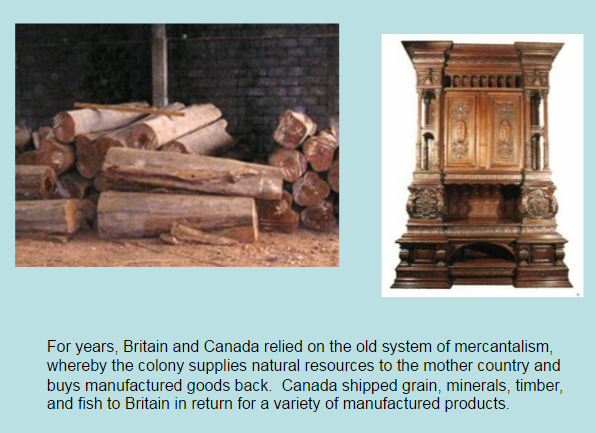 For years, Britain and Canada relied on the old system of mercantalism,
whereby the colony supplies natural resources to the mother country and
buys manufactured goods back.  Canada shipped grain, minerals, timber,
and fish to Britain in return for a variety of manufactured products.